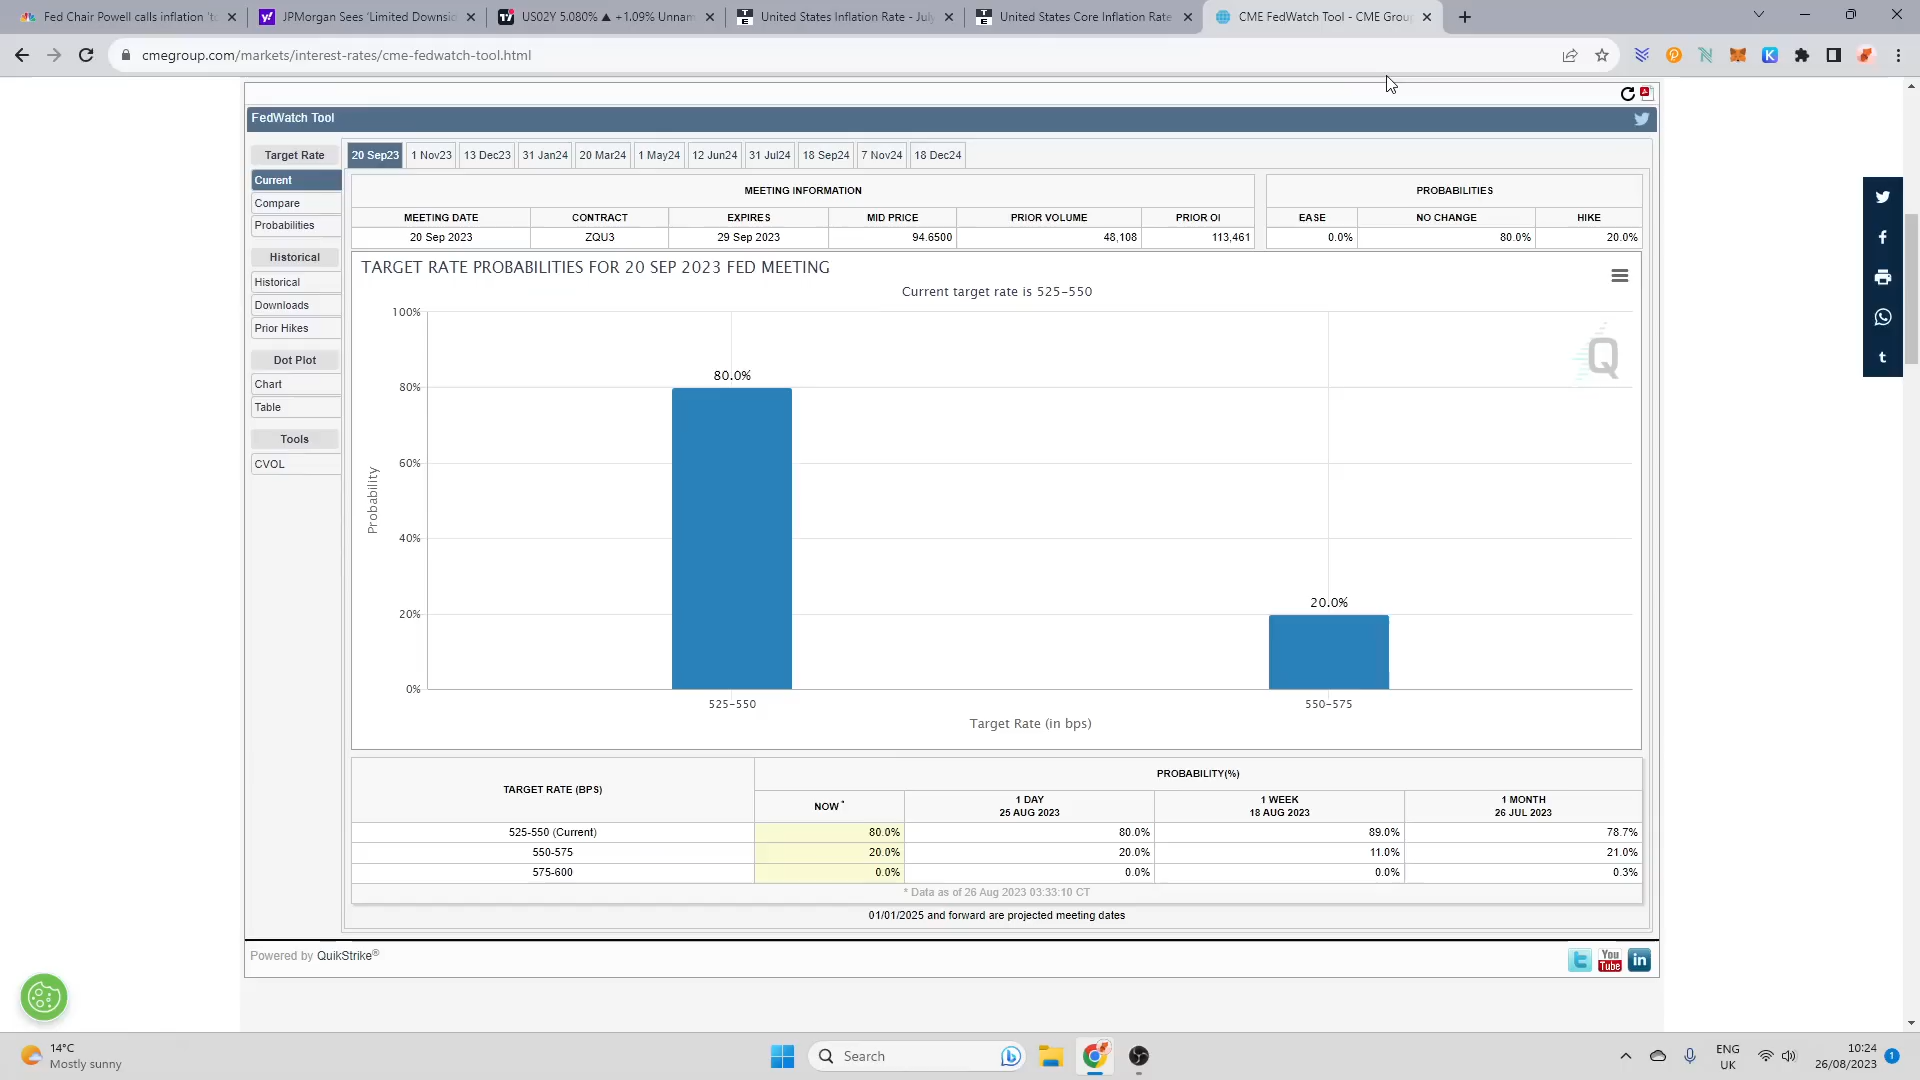 Fed Chair Powell calls inflation 't
JPMorgan Sees 'Limited Downsi
US02Y 5.080% ▲ +1.09% Unnam
United States Inflation Rate - July
United States Core Inflation Rate
CME FedWatch Tool - CME Group
cmegroup.com/markets/interest-rates/cme-fedwatch-tool.html
FedWatch Tool
Target Rate
Current
Compare
Probabilities
Historical
Historical
Downloads
Prior Hikes
Dot Plot
Chart
Table
Tools
CVOL
20 Sep23 1 Nov23 13 Dec23 31 Jan24 20 Mar24 1 May24 12 Jun24 31 Jul24 18 Sep24 7 Nov24 18 Dec24
MEETING INFORMATION
MEETING DATE CONTRACT EXPIRES MID PRICE PRIOR VOLUME PRIOR OI
20 Sep 2023 ZQU3 29 Sep 2023 94.6500 48,108 113,461
PROBABILITIES
EASE NO CHANGE HIKE
0.0% 80.0% 20.0%
TARGET RATE PROBABILITIES FOR 20 SEP 2023 FED MEETING
Current target rate is 525-550
Probability
100%
80%
60%
40%
20%
0%
80.0%
20.0%
525-550 550-575
Target Rate (in bps)
Q
TARGET RATE (BPS) PROBABILITY(%)
NOW * 1 DAY 25 AUG 2023 1 WEEK 18 AUG 2023 1 MONTH 26 JUL 2023
525-550 (Current) 80.0% 80.0% 89.0% 78.7%
550-575 20.0% 20.0% 11.0% 21.0%
575-600 0.0% 0.0% 0.0% 0.3%
* Data as of 26 Aug 2023 03:33:10 CT
01/01/2025 and forward are projected meeting dates
Powered by QuikStrike®
You Tube
in
14°C
Mostly sunny
Search
ENG
UK
10:24
26/08/2023
1